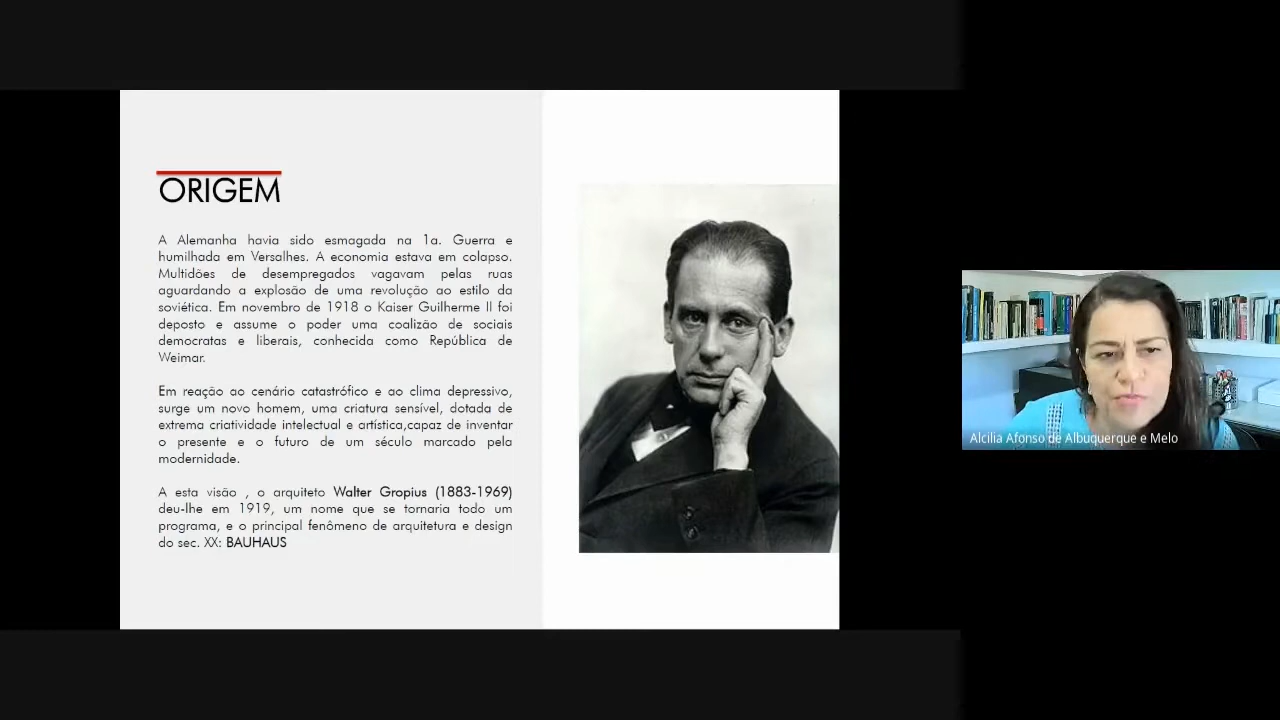 ORIGEM
A Alemanha havia sido esmagada na 1a. Guerra e
humilhada em Versalhes. A economia estava em colapso.
Multidões de desempregados vagavam pelas ruas
aguardando a explosão de uma revolução ao estilo da
soviética. Em novembro de 1918 o Kaiser Guilherme II foi
deposto e assume o poder uma coalizão de sociais
democratas e liberais, conhecida como República de
Weimar.
Em reação ao cenário catastrófico e ao clima depressivo,
surge um novo homem, uma criatura sensível, dotada de
extrema criatividade intelectual e artística,capaz de inventar
o presente e o futuro de um século marcado pela
modernidade.
A esta visão , o arquiteto Walter Gropius (1883-1969)
deu-lhe em 1919, um nome que se tornaria todo um
programa, e o principal fenômeno de arquitetura e design
do sec. XX: BAUHAUS
Alcilia Afonso de Albuquerque e Melo